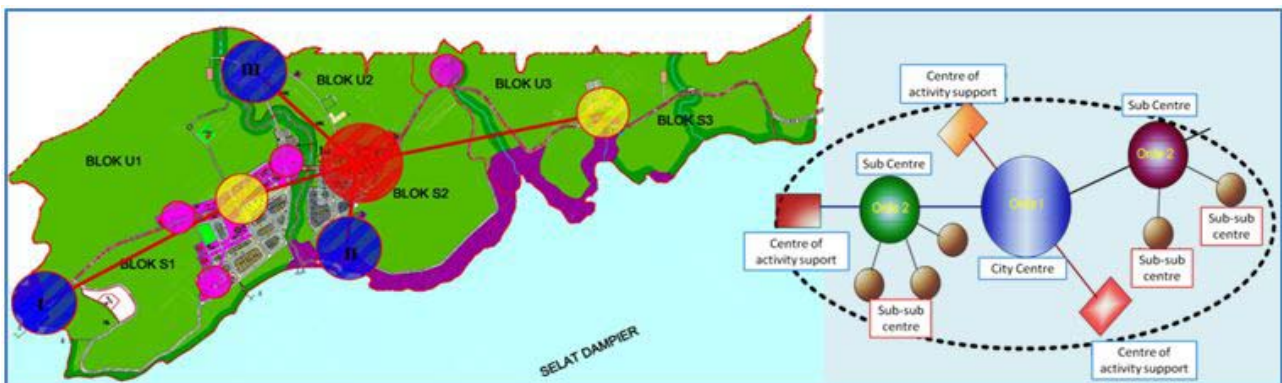 III
BLOK U2
BLOK U3
BLOK S3
BLOK U1
BLOK S2
II
BLOK S1
I
SELAT DAMPIER
Centre of
activity support
Sub Centre
Orde 2
Sub Centre
Orde 2
Orde 1
Sub-sub
centre
Centre of
activity suport
City Centre
Sub-sub
centre
Sub-sub
centre
Centre of
activity support